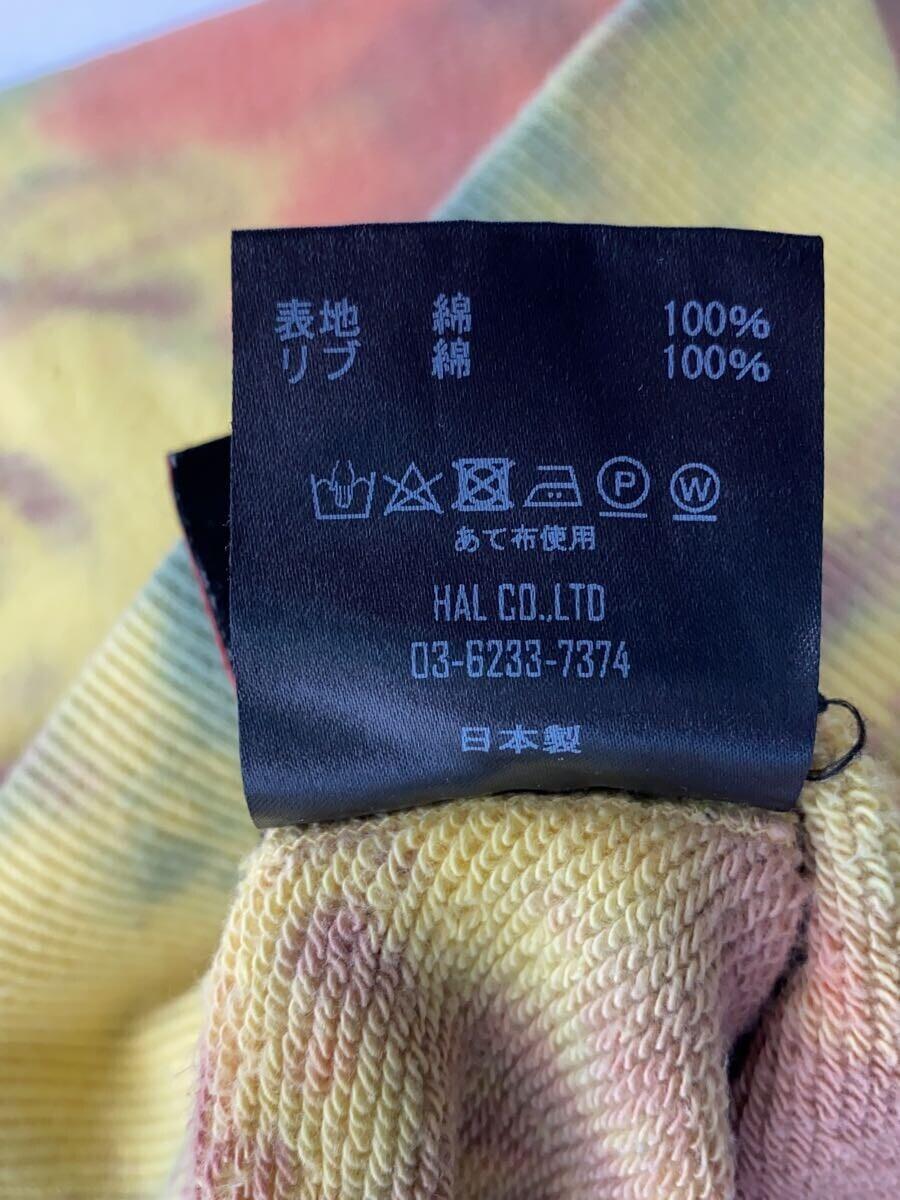 表地 綿 100%
リブ 綿 100%
P W
あて布使用
HAL CO.,LTD
03-6233-7374
日本製